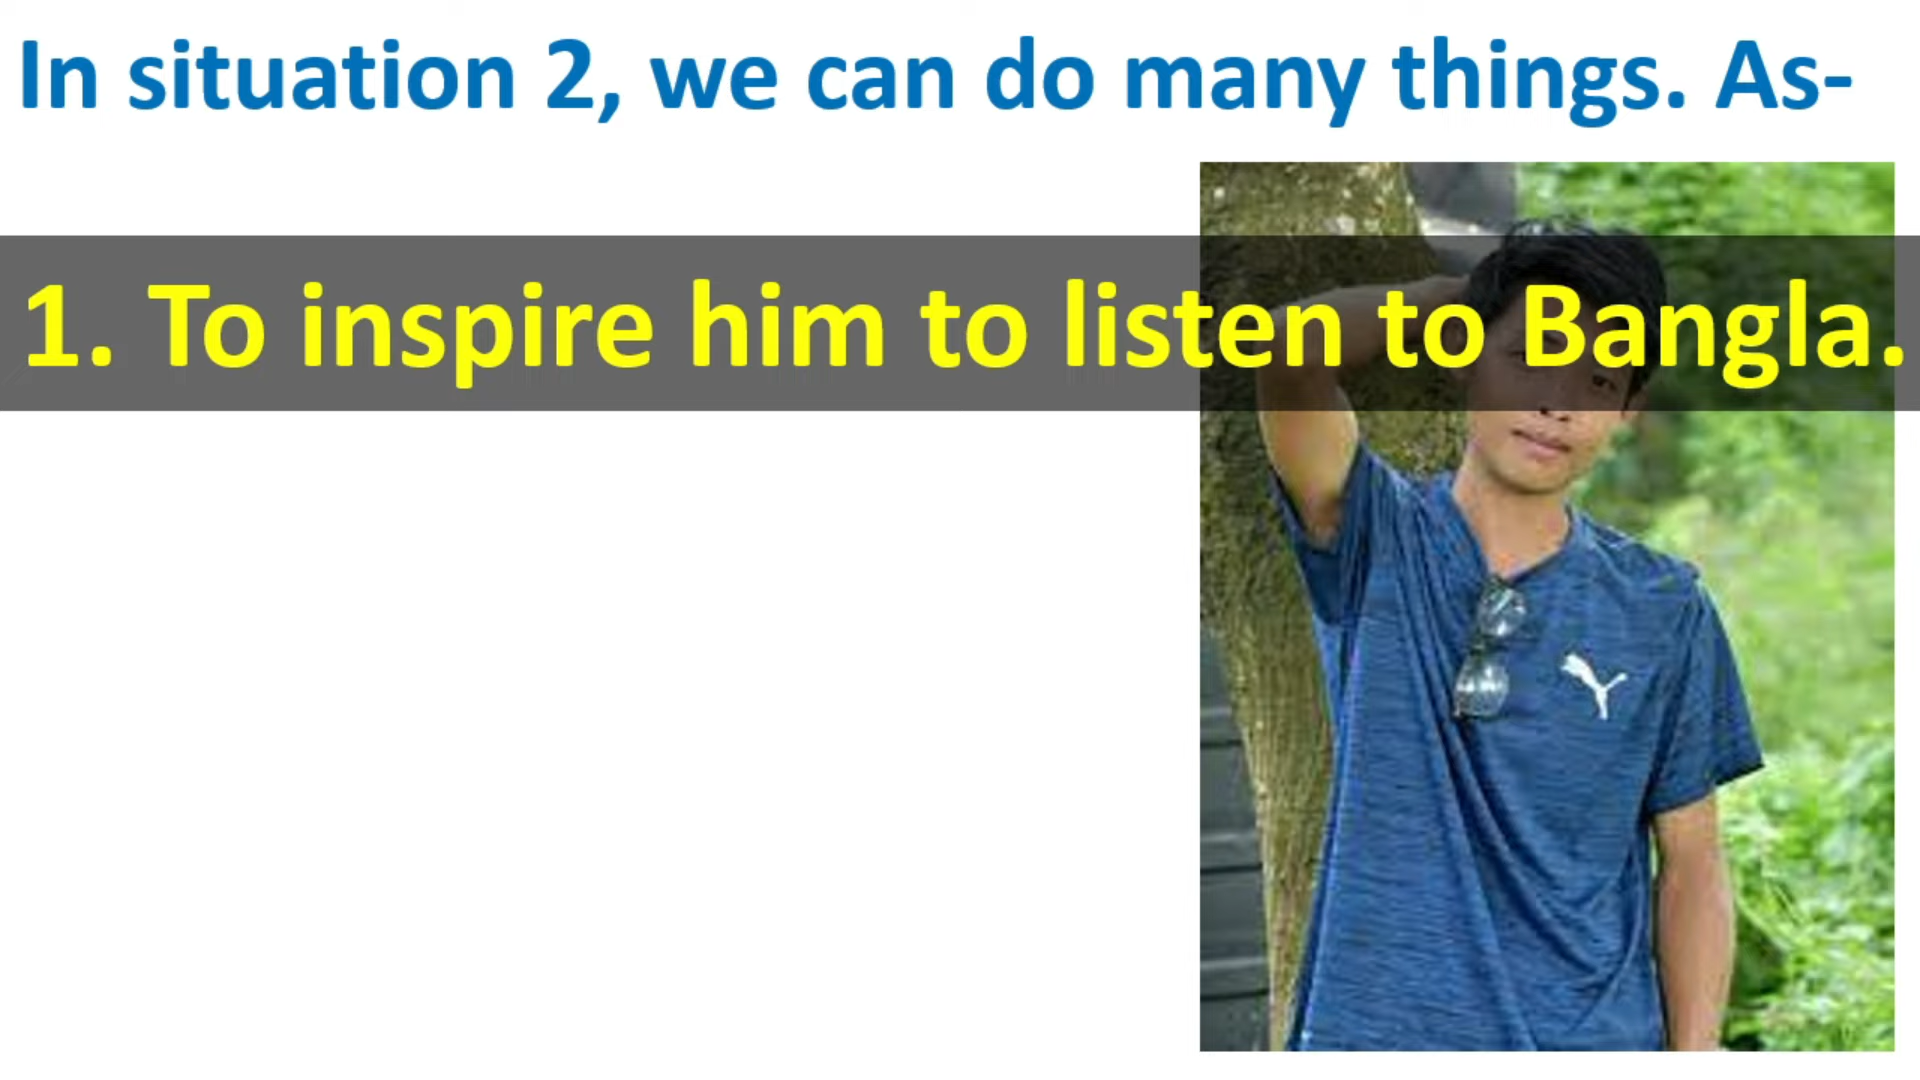 In situation 2, we can do many things. As-
1. To inspire him to listen to Bangla.